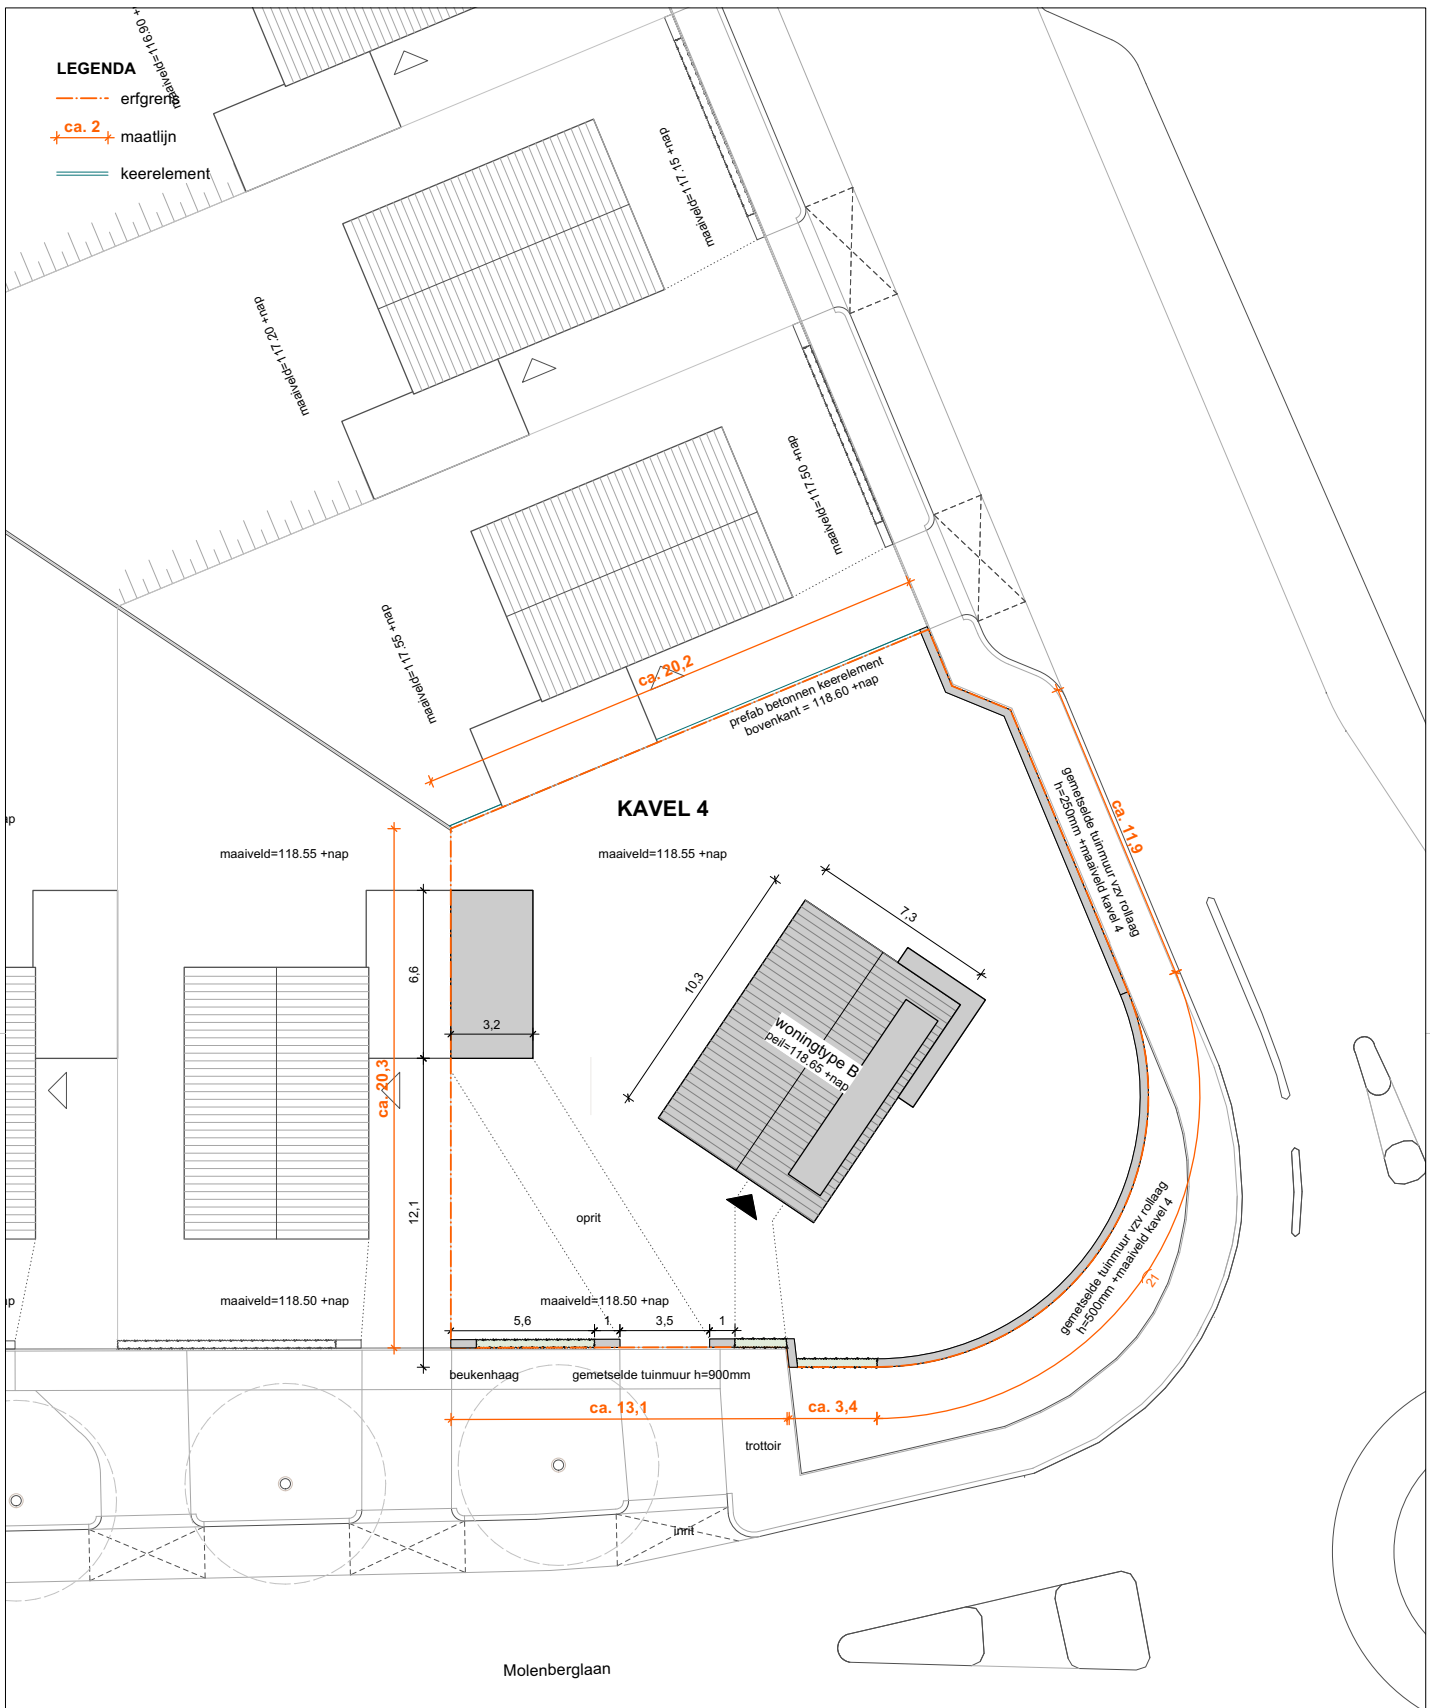 maaiveld=116.90 +
LEGENDA
erfgrens
ca. 2
maatlijn
keerelement
maaiveld=117.15 +nap
maaiveld=117.20 +nap
maaiveld=117.50 +nap
maaiveld=117.55 +nap
ca. 20,2
prefab betonnen keerelement
bovenkant = 118.60 +nap
KAVEL 4
gemetselde tuinmuur vzv rollaag
h=250mm +maaiveld kavel 4
ca. 11,9
maaiveld=118.55 +nap
maaiveld=118.55 +nap
7,3
10,3
6,6
3,2
woningtype B
peil=118.65 +nap
ca. 20,3
12,1
oprit
gemetselde tuinmuur vzv rollaag
h=500mm +maaiveld kavel 4
21
maaiveld=118.50 +nap
maaiveld=118.50 +nap
5,6
1
3,5
1
beukenhaag
gemetselde tuinmuur h=900mm
ca. 13,1
ca. 3,4
trottoir
inrit
Molenberglaan